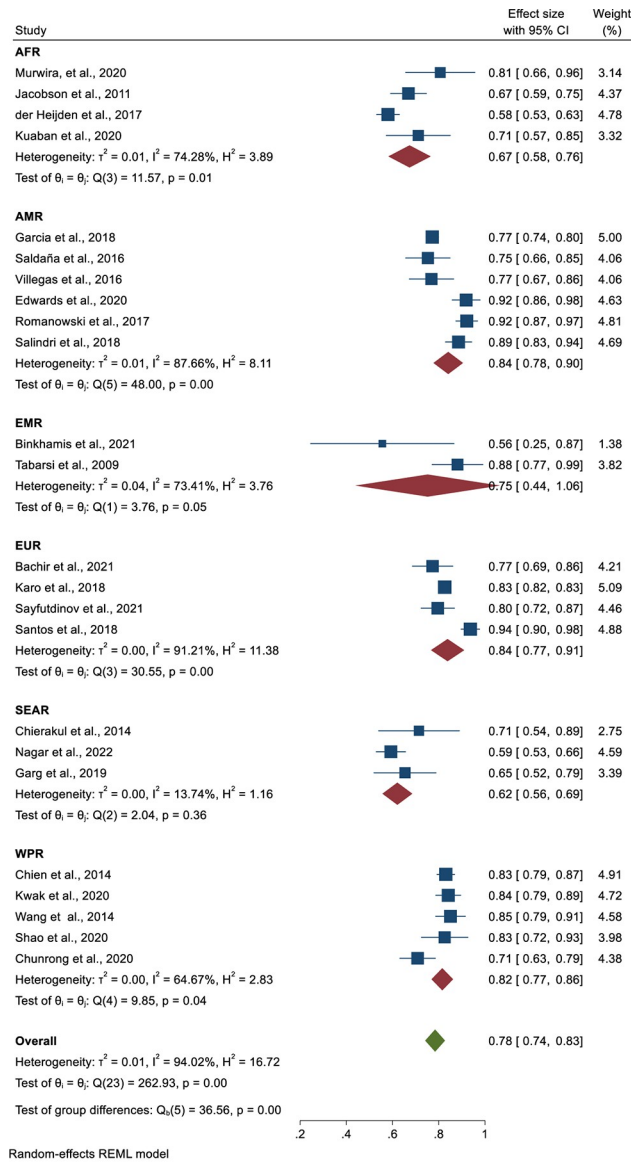 Effect size Weight
Study with 95% CI (%)
AFR
Murwira, et al., 2020 0.81 [ 0.66, 0.96] 3.14
Jacobson et al., 2011 0.67 [ 0.59, 0.75] 4.37
der Heijden et al., 2017 0.58 [ 0.53, 0.63] 4.78
Kuaban et al., 2020 0.71 [ 0.57, 0.85] 3.32
Heterogeneity: τ² = 0.01, I² = 74.28%, H² = 3.89 0.67 [ 0.58, 0.76]
Test of θᵢ = θⱼ: Q(3) = 11.57, p = 0.01
AMR
Garcia et al., 2018 0.77 [ 0.74, 0.80] 5.00
Saldaña et al., 2016 0.75 [ 0.66, 0.85] 4.06
Villegas et al., 2016 0.77 [ 0.67, 0.86] 4.06
Edwards et al., 2020 0.92 [ 0.86, 0.98] 4.63
Romanowski et al., 2017 0.92 [ 0.87, 0.97] 4.81
Salindri et al., 2018 0.89 [ 0.83, 0.94] 4.69
Heterogeneity: τ² = 0.01, I² = 87.66%, H² = 8.11 0.84 [ 0.78, 0.90]
Test of θᵢ = θⱼ: Q(5) = 48.00, p = 0.00
EMR
Binkhamis et al., 2021 0.56 [ 0.25, 0.87] 1.38
Tabarsi et al., 2009 0.88 [ 0.77, 0.99] 3.82
Heterogeneity: τ² = 0.04, I² = 73.41%, H² = 3.76 0.75 [ 0.44, 1.06]
Test of θᵢ = θⱼ: Q(1) = 3.76, p = 0.05
EUR
Bachir et al., 2021 0.77 [ 0.69, 0.86] 4.21
Karo et al., 2018 0.83 [ 0.82, 0.83] 5.09
Sayfutdinov et al., 2021 0.80 [ 0.72, 0.87] 4.46
Santos et al., 2018 0.94 [ 0.90, 0.98] 4.88
Heterogeneity: τ² = 0.00, I² = 91.21%, H² = 11.38 0.84 [ 0.77, 0.91]
Test of θᵢ = θⱼ: Q(3) = 30.55, p = 0.00
SEAR
Chierakul et al., 2014 0.71 [ 0.54, 0.89] 2.75
Nagar et al., 2022 0.59 [ 0.53, 0.66] 4.59
Garg et al., 2019 0.65 [ 0.52, 0.79] 3.39
Heterogeneity: τ² = 0.00, I² = 13.74%, H² = 1.16 0.62 [ 0.56, 0.69]
Test of θᵢ = θⱼ: Q(2) = 2.04, p = 0.36
WPR
Chien et al., 2014 0.83 [ 0.79, 0.87] 4.91
Kwak et al., 2020 0.84 [ 0.79, 0.89] 4.72
Wang et al., 2014 0.85 [ 0.79, 0.91] 4.58
Shao et al., 2020 0.83 [ 0.72, 0.93] 3.98
Chunrong et al., 2020 0.71 [ 0.63, 0.79] 4.38
Heterogeneity: τ² = 0.00, I² = 64.67%, H² = 2.83 0.82 [ 0.77, 0.86]
Test of θᵢ = θⱼ: Q(4) = 9.85, p = 0.04
Overall 0.78 [ 0.74, 0.83]
Heterogeneity: τ² = 0.01, I² = 94.02%, H² = 16.72
Test of θᵢ = θⱼ: Q(23) = 262.93, p = 0.00
Test of group differences: Q_b(5) = 36.56, p = 0.00
.2 .4 .6 .8 1
Random-effects REML model